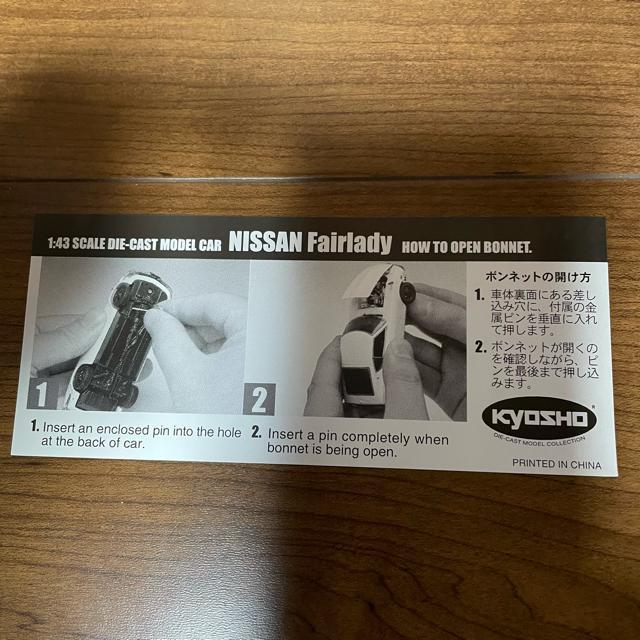 1:43 SCALE DIE-CAST MODEL CAR NISSAN Fairlady HOW TO OPEN BONNET.
1
2
1. Insert an enclosed pin into the hole
at the back of car.
2. Insert a pin completely when
bonnet is being open.
ボンネットの開け方
1. 車体裏面にある差し
込み穴に、付属の金
属ピンを垂直に入れ
て押します。
2. ボンネットが開くの
を確認しながら、ピ
ンを最後まで押し込
みます。
KYOSHO®
DIE-CAST MODEL COLLECTION
PRINTED IN CHINA